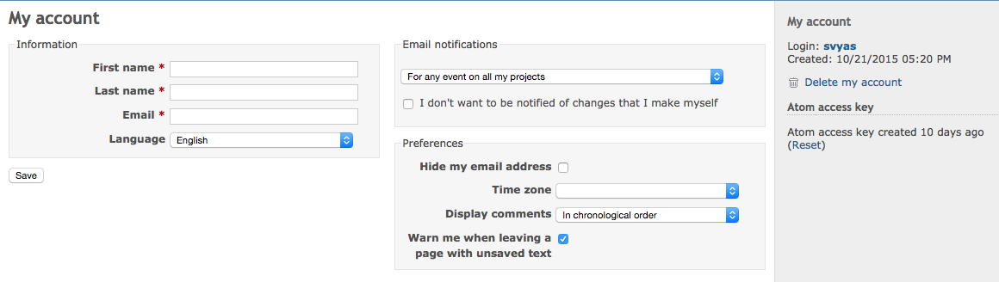 My account
Information
First name *
Last name *
Email *
Language English
Save
Email notifications
For any event on all my projects
I don't want to be notified of changes that I make myself
Preferences
Hide my email address
Time zone
Display comments In chronological order
Warn me when leaving a
page with unsaved text
My account
Login: svyas
Created: 10/21/2015 05:20 PM
Delete my account
Atom access key
Atom access key created 10 days ago
(Reset)